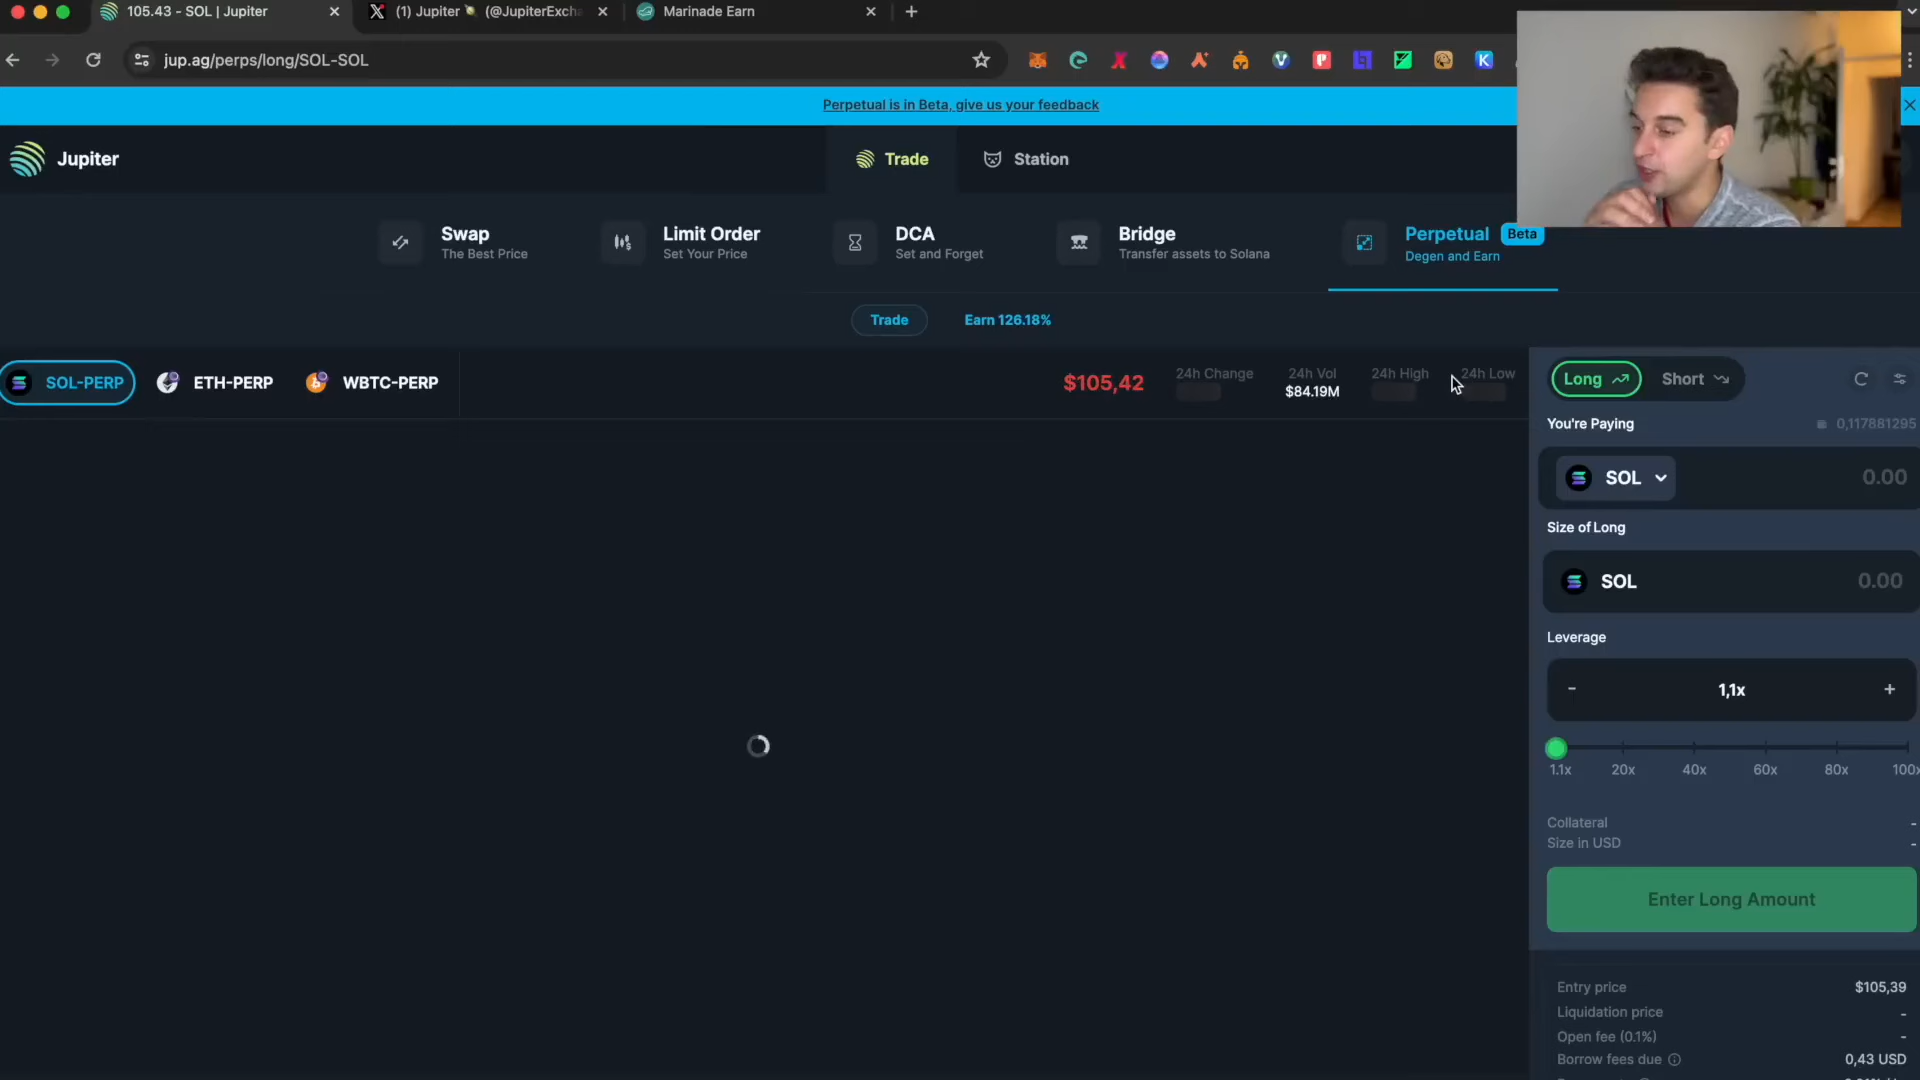 105.43 - SOL | Jupiter
(1) Jupiter 🪐 (@JupiterExch
Marinade Earn
jup.ag/perps/long/SOL-SOL
Perpetual is in Beta, give us your feedback
Jupiter
Trade
Station
Swap
The Best Price
Limit Order
Set Your Price
DCA
Set and Forget
Bridge
Transfer assets to Solana
Perpetual Beta
Degen and Earn
Trade
Earn 126.18%
SOL-PERP
ETH-PERP
WBTC-PERP
$105,42
24h Change
24h Vol
$84.19M
24h High
24h Low
Long
Short
You're Paying
0,117881295
SOL
0.00
Size of Long
SOL
0.00
Leverage
-
1,1x
+
1.1x 20x 40x 60x 80x 100x
Collateral -
Size in USD -
Enter Long Amount
Entry price $105,39
Liquidation price -
Open fee (0.1%) -
Borrow fees due 0,43 USD